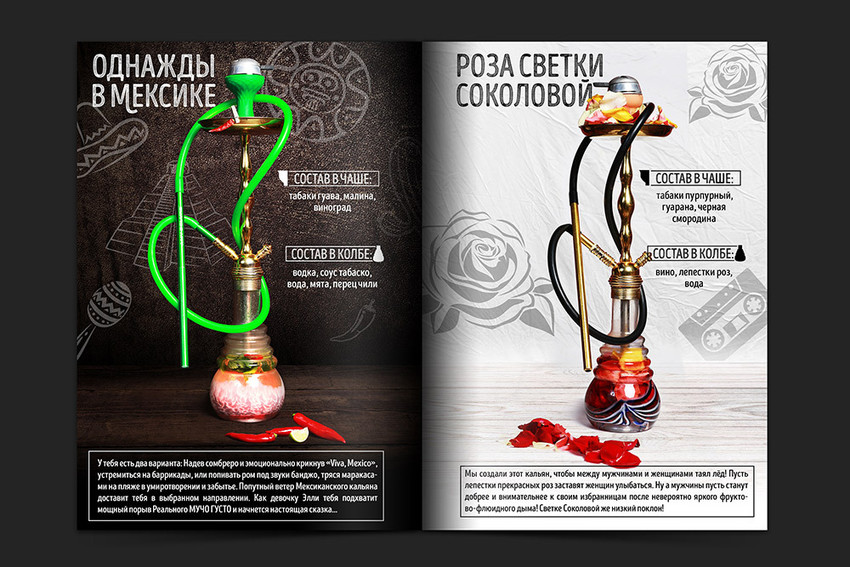 ОДНАЖДЫ
В МЕКСИКЕ
СОСТАВ В ЧАШЕ:
табаки гуава, малина,
виноград
СОСТАВ В КОЛБЕ:
водка, соус табаско,
вода, мята, перец чили
У тебя есть два варианта: Надев сомбреро и эмоционально крикнув «Viva, Mexico»,
устремиться на баррикады, или попивать ром под звуки банджо, тряся маракаса-
ми на пляже в умиротворении и забытье. Попутный ветер Мексиканского кальяна
доставит тебя в выбранном направлении. Как девочку Элли тебя подхватит
мощный порыв Реального МУЧО ГУСТО и начнется настоящая сказка...
РОЗА СВЕТКИ
СОКОЛОВОЙ
СОСТАВ В ЧАШЕ:
табаки пурпурный,
гуарана, черная
смородина
СОСТАВ В КОЛБЕ:
вино, лепестки роз,
вода
Мы создали этот кальян, чтобы между мужчинами и женщинами таял лёд! Пусть
лепестки прекрасных роз заставят женщин улыбаться. Ну а мужчины пусть станут
добрее и внимательнее к своим избранницам после невероятно яркого фрукто-
во-флюидного дыма! Светке Соколовой же низкий поклон!